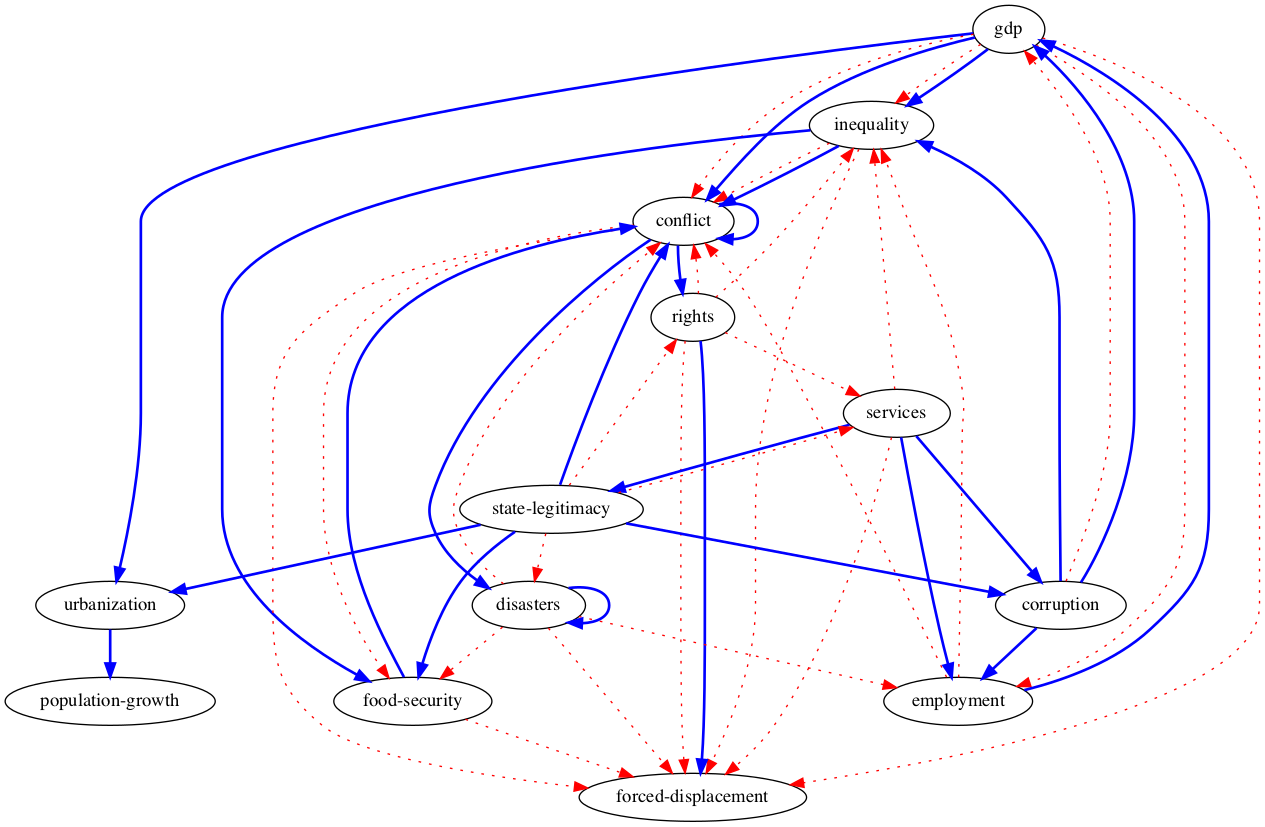 gdp
inequality
conflict
rights
services
state-legitimacy
urbanization
disasters
corruption
population-growth
food-security
employment
forced-displacement